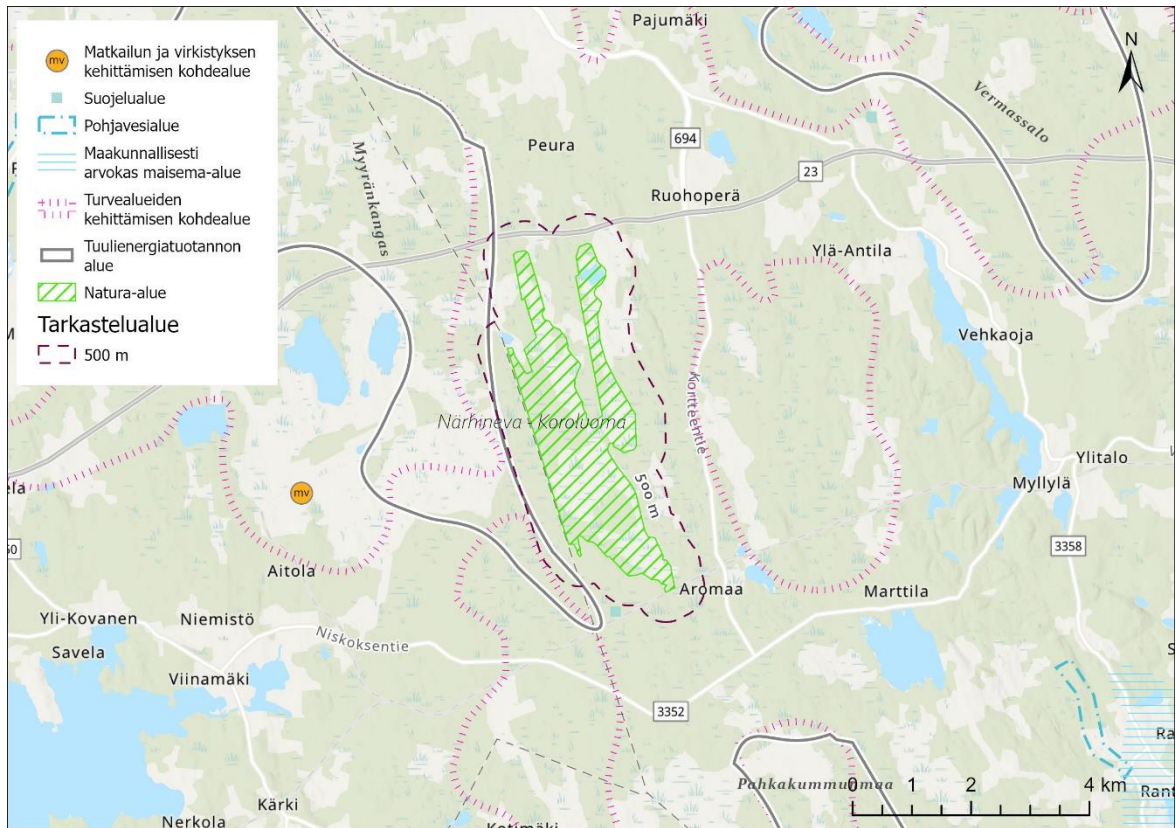 Matkailun ja virkistyksen
kehittämisen kohdealue
mv
Suojelualue
Pohjavesialue
Maakunnallisesti
arvokas maisema-alue
Turvealueiden
kehittämisen kohdealue
Tuulienergiatuotannon
alue
Natura-alue
Tarkastelualue
500 m
Pajumäki
N
Vermassalo
694
Peura
Myyränkangas
23
Ruohoperä
Ylä-Antila
Vehkaoja
Kortteentie
Närhineva - Koroluoma
500 m
mv
Ylitalo
Myllylä
3358
Aitola
Aromaa
Marttila
Yli-Kovanen
Niemistö
Niskoksentie
Savela
Viinamäki
3352
Pahkakummunmaa
0 1 2 4 km
Kärki
Nerkola